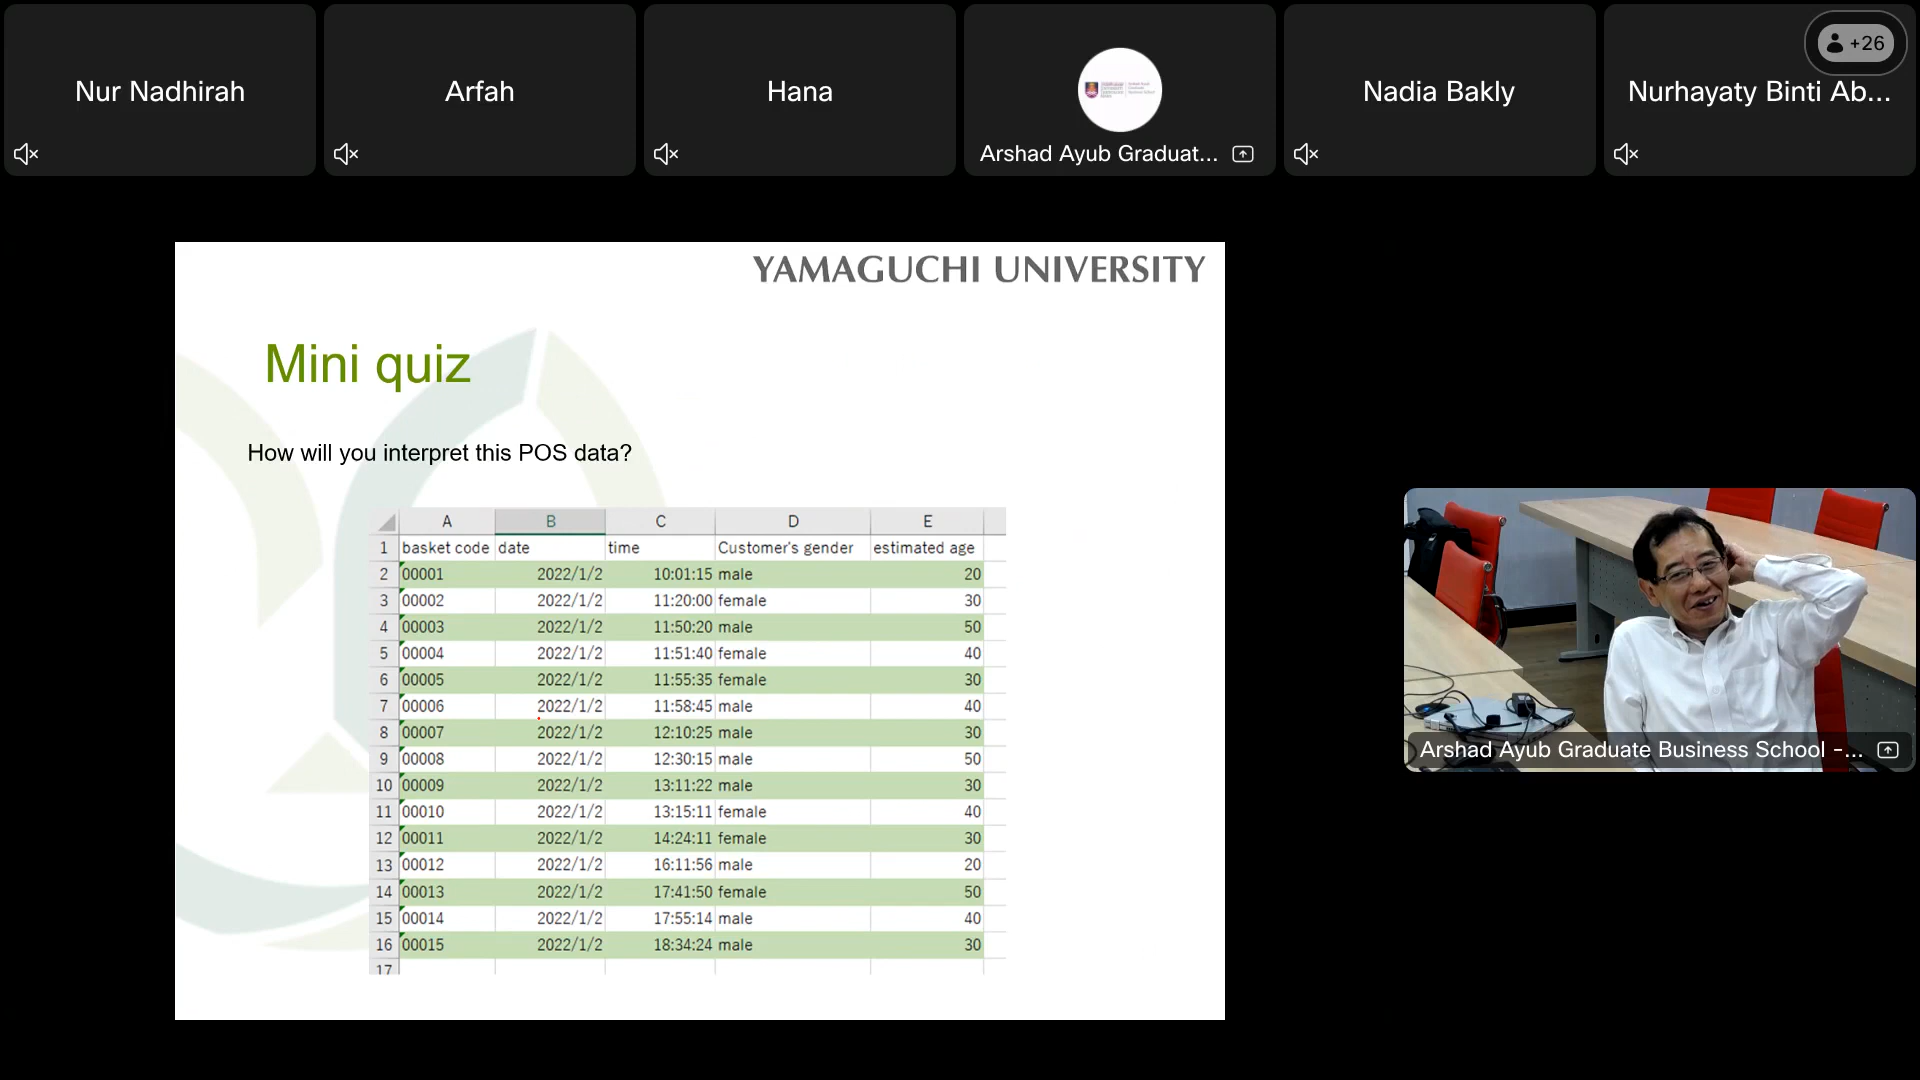 +26
Nur Nadhirah
Arfah
Hana
Arshad Ayub Graduat...
Nadia Bakly
Nurhayaty Binti Ab...
YAMAGUCHI UNIVERSITY
Mini quiz
How will you interpret this POS data?
A B C D E
1 basket code date time Customer's gender estimated age
2 00001 2022/1/2 10:01:15 male 20
3 00002 2022/1/2 11:20:00 female 30
4 00003 2022/1/2 11:50:20 male 50
5 00004 2022/1/2 11:51:40 female 40
6 00005 2022/1/2 11:55:35 female 30
7 00006 2022/1/2 11:58:45 male 40
8 00007 2022/1/2 12:10:25 male 30
9 00008 2022/1/2 12:30:15 male 50
10 00009 2022/1/2 13:11:22 male 30
11 00010 2022/1/2 13:15:11 female 40
12 00011 2022/1/2 14:24:11 female 30
13 00012 2022/1/2 16:11:56 male 20
14 00013 2022/1/2 17:41:50 female 50
15 00014 2022/1/2 17:55:14 male 40
16 00015 2022/1/2 18:34:24 male 30
17
Arshad Ayub Graduate Business School -...